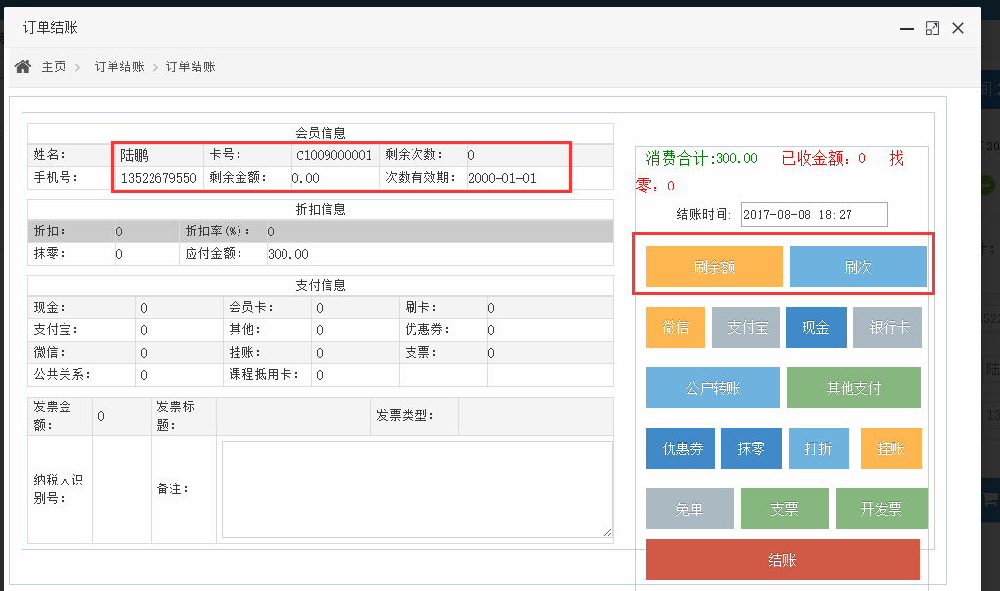 订单结账
主页 > 订单结账 > 订单结账
会员信息
姓名: 陆鹏 卡号: C1009000001 剩余次数: 0
手机号: 13522679550 剩余金额: 0.00 次数有效期: 2000-01-01
折扣信息
折扣: 0 折扣率(%): 0
抹零: 0 应付金额: 300.00
支付信息
现金: 0 会员卡: 0 刷卡: 0
支付宝: 0 其他: 0 优惠券: 0
微信: 0 挂账: 0 支票: 0
公共关系: 0 课程抵用卡: 0
发票金额: 0 发票标题: 发票类型:
纳税人识别号: 备注:
消费合计:300.00 已收金额: 0 找
零: 0
结账时间: 2017-08-08 18:27
刷余额 刷次
微信 支付宝 现金 银行卡
公户转账 其他支付
优惠券 抹零 打折 挂账
免单 支票 开发票
结账